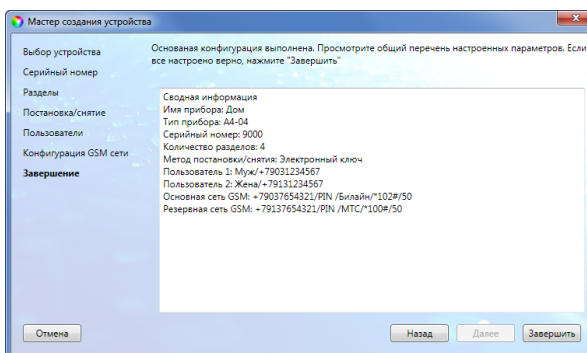 Мастер создания устройства
Выбор устройства
Серийный номер
Разделы
Постановка/снятие
Пользователи
Конфигурация GSM сети
Завершение
Основаная конфигурация выполнена. Просмотрите общий перечень настроенных параметров. Если
все настроено верно, нажмите "Завершить"
Сводная информация
Имя прибора: Дом
Тип прибора: A4-04
Серийный номер: 9000
Количество разделов: 4
Метод постановки/снятия: Электронный ключ
Пользователь 1: Муж/+79031234567
Пользователь 2: Жена/+79131234567
Основная сеть GSM: +79037654321/PIN /Билайн/*102#/50
Резервная сеть GSM: +79137654321/PIN /МТС/*100#/50
Отмена
Назад
Далее
Завершить